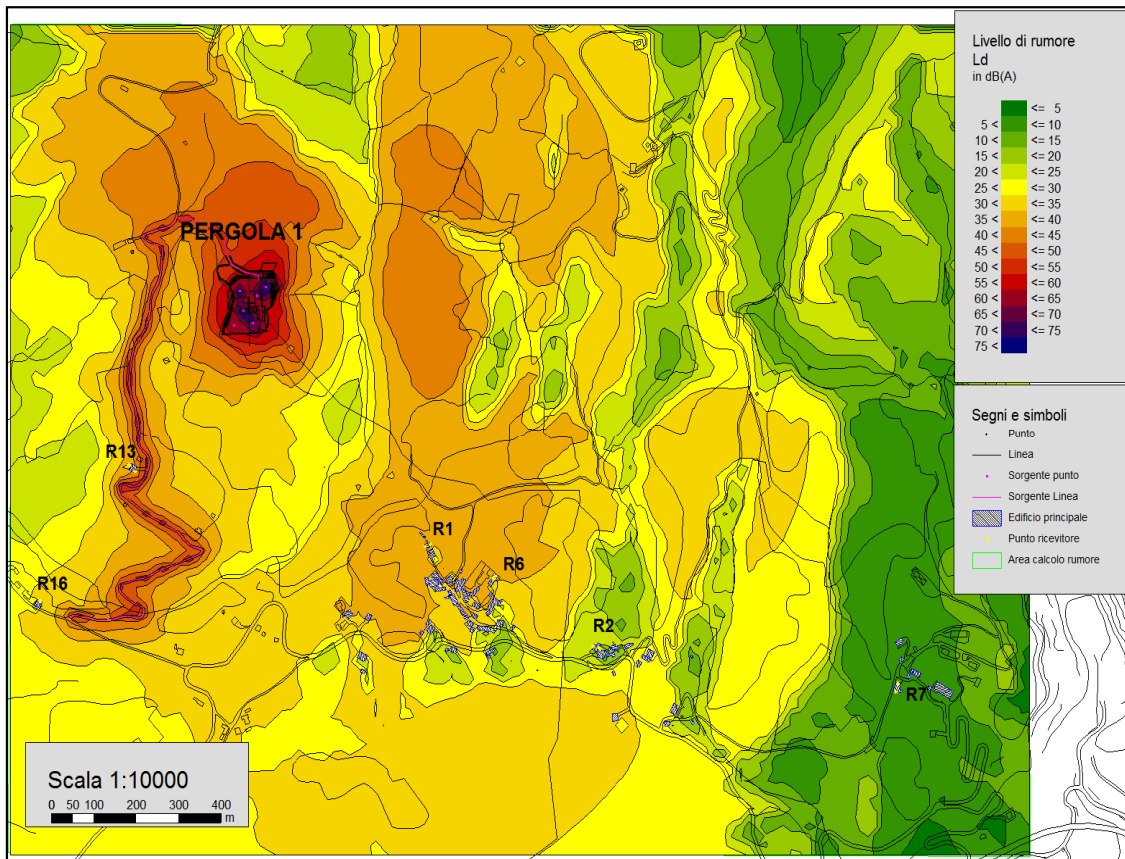 Livello di rumore
Ld
in dB(A)
<= 5
5 < <= 10
10 < <= 15
15 < <= 20
20 < <= 25
25 < <= 30
30 < <= 35
35 < <= 40
40 < <= 45
45 < <= 50
50 < <= 55
55 < <= 60
60 < <= 65
65 < <= 70
70 < <= 75
75 <
PERGOLA 1
Segni e simboli
Punto
Linea
Sorgente punto
Sorgente Linea
Edificio principale
Punto ricevitore
Area calcolo rumore
R13
R1
R6
R16
R2
R7
Scala 1:10000
0 50 100 200 300 400
m